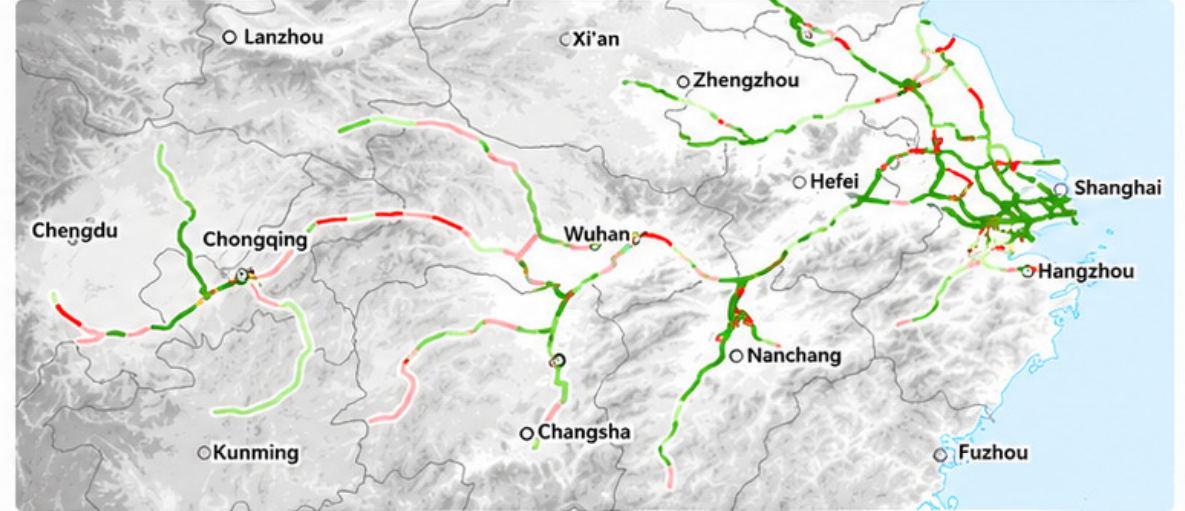 Lanzhou
Xi'an
Zhengzhou
Hefei
Shanghai
Chengdu
Chongqing
Wuhan
Hangzhou
Nanchang
Changsha
Kunming
Fuzhou